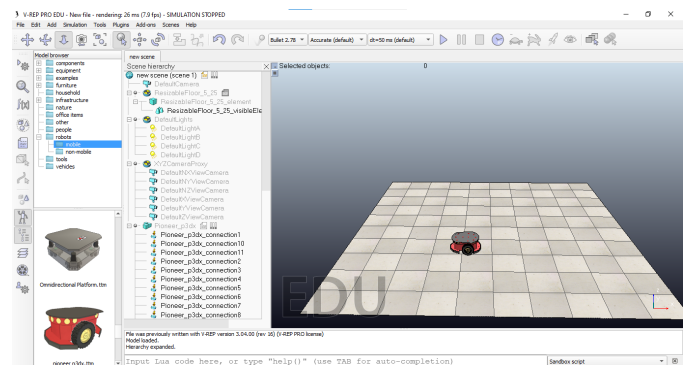 V-REP PRO EDU - New file - rendering: 26 ms (7.9 fps) - SIMULATION STOPPED
File Edit Add Simulation Tools Plugins Add-ons Scenes Help
Bullet 2.78 Accurate (default) dt=50 ms (default)
Model browser
components
equipment
examples
furniture
household
infrastructure
nature
office items
other
people
robots
mobile
non-mobile
tools
vehicles
Omnidirectional Platform.ttm
pioneer p3dx.ttm
new scene
Scene hierarchy
new scene (scene 1)
DefaultCamera
ResizableFloor_5_25
ResizableFloor_5_25_element
ResizableFloor_5_25_visibleEle
DefaultLights
DefaultLightA
DefaultLightB
DefaultLightC
DefaultLightD
XYZCameraProxy
DefaultNXViewCamera
DefaultNYViewCamera
DefaultNZViewCamera
DefaultXViewCamera
DefaultYViewCamera
DefaultZViewCamera
Pioneer_p3dx
Pioneer_p3dx_connection1
Pioneer_p3dx_connection10
Pioneer_p3dx_connection11
Pioneer_p3dx_connection2
Pioneer_p3dx_connection3
Pioneer_p3dx_connection4
Pioneer_p3dx_connection5
Pioneer_p3dx_connection6
Pioneer_p3dx_connection7
Pioneer_p3dx_connection8
Selected objects: 0
EDU
File was previously written with V-REP version 3.04.00 (rev 16) (V-REP PRO license)
Model loaded.
Hierarchy expanded.
Input Lua code here, or type "help()" (use TAB for auto-completion)
Sandbox script